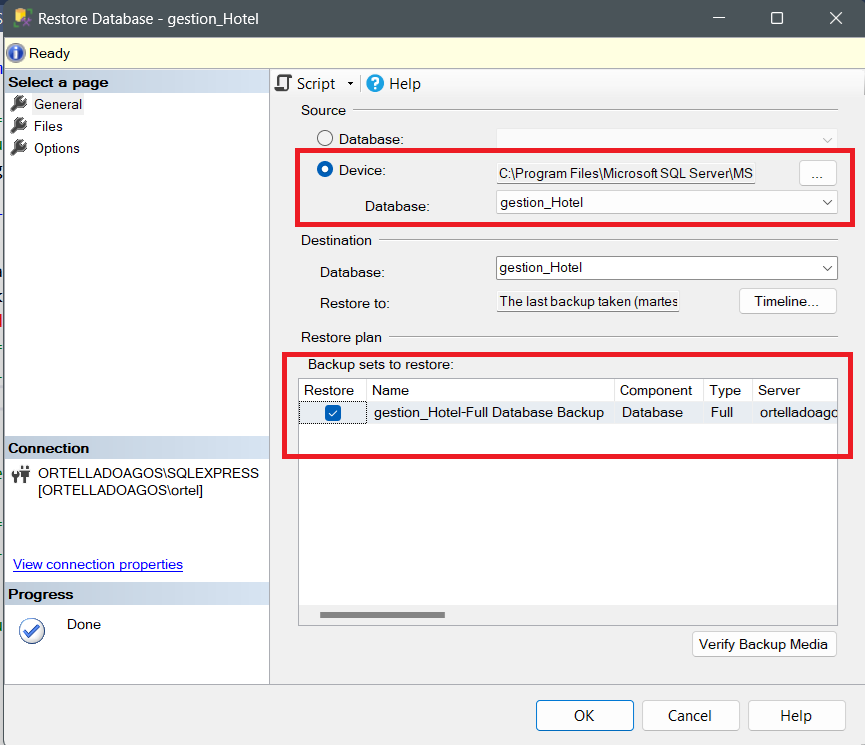 Restore Database - gestion_Hotel
Ready
Select a page
General
Files
Options
Connection
ORTELLADOAGOS\SQLEXPRESS
[ORTELLADOAGOS\ortel]
View connection properties
Progress
Done
Script
Help
Source
Database:
Device:
C:\Program Files\Microsoft SQL Server\MS
...
Database:
gestion_Hotel
Destination
Database:
gestion_Hotel
Restore to:
The last backup taken (martes
Timeline...
Restore plan
Backup sets to restore:
Restore Name Component Type Server
gestion_Hotel-Full Database Backup Database Full ortelladoago
Verify Backup Media
OK
Cancel
Help